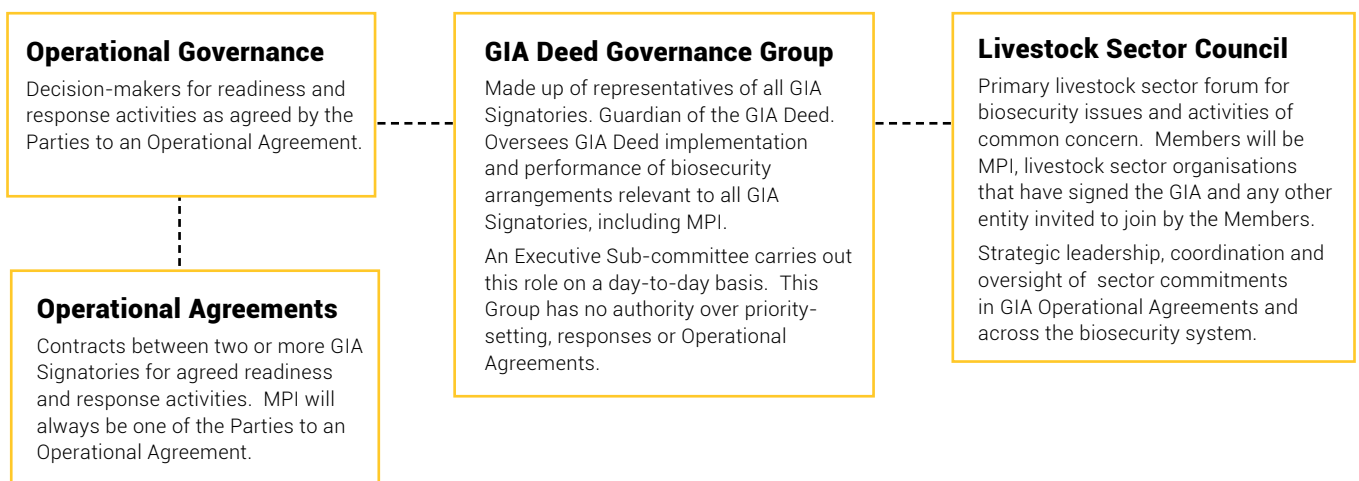 Operational Governance
Decision-makers for readiness and
response activities as agreed by the
Parties to an Operational Agreement.
Operational Agreements
Contracts between two or more GIA
Signatories for agreed readiness
and response activities.  MPI will
always be one of the Parties to an
Operational Agreement.
GIA Deed Governance Group
Made up of representatives of all GIA
Signatories. Guardian of the GIA Deed.
Oversees GIA Deed implementation
and performance of biosecurity
arrangements relevant to all GIA
Signatories, including MPI.
An Executive Sub-committee carries out
this role on a day-to-day basis.  This
Group has no authority over priority-
setting, responses or Operational
Agreements.
Livestock Sector Council
Primary livestock sector forum for
biosecurity issues and activities of
common concern.  Members will be
MPI, livestock sector organisations
that have signed the GIA and any other
entity invited to join by the Members.
Strategic leadership, coordination and
oversight of  sector commitments
in GIA Operational Agreements and
across the biosecurity system.